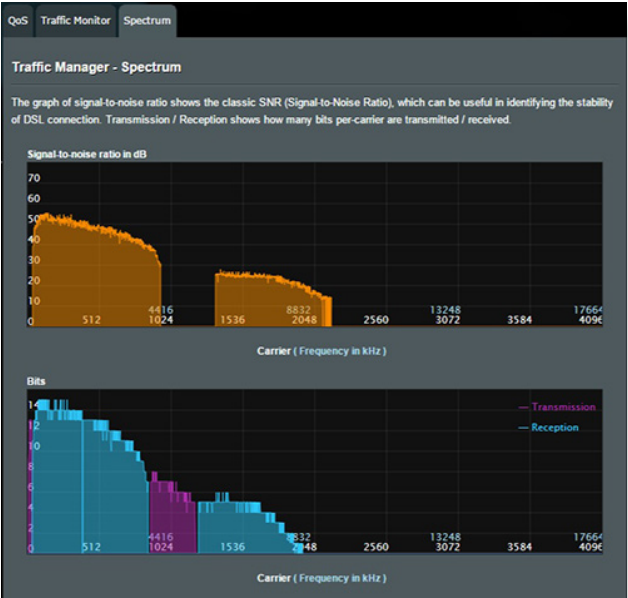 QoS Traffic Monitor Spectrum
Traffic Manager - Spectrum
The graph of signal-to-noise ratio shows the classic SNR (Signal-to-Noise Ratio), which can be useful in identifying the stability
of DSL connection. Transmission / Reception shows how many bits per-carrier are transmitted / received.
Signal-to-noise ratio in dB
70
60
50
40
30
20
10
4416 8832 13248 17664
0 512 1024 1536 2048 2560 3072 3584 4096
Carrier ( Frequency in kHz )
Bits
14
— Transmission
12
— Reception
10
8
6
4
2
4416 8832 13248 17664
0 512 1024 1536 2048 2560 3072 3584 4096
Carrier ( Frequency in kHz )